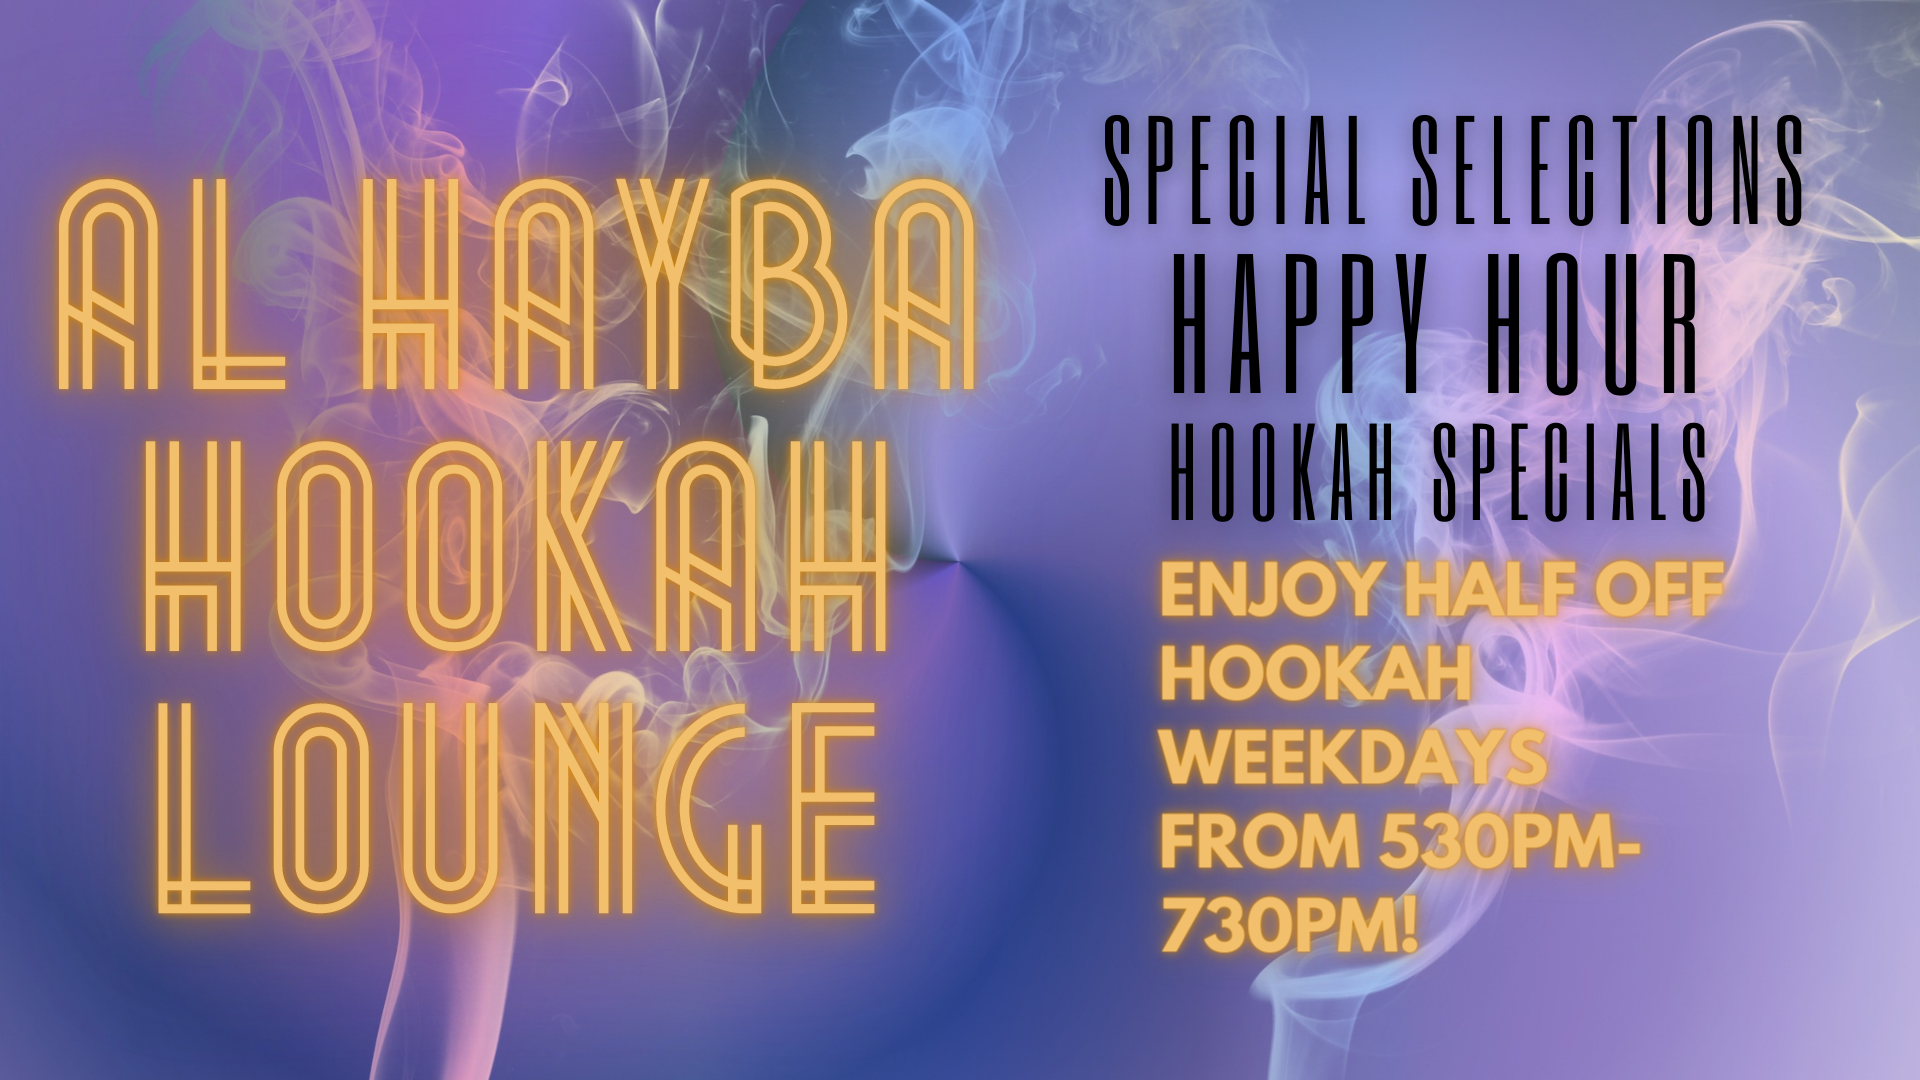 AL HAYBA
HOOKAH
LOUNGE
SPECIAL SELECTIONS
HAPPY HOUR
HOOKAH SPECIALS
ENJOY HALF OFF
HOOKAH
WEEKDAYS
FROM 530PM-
730PM!